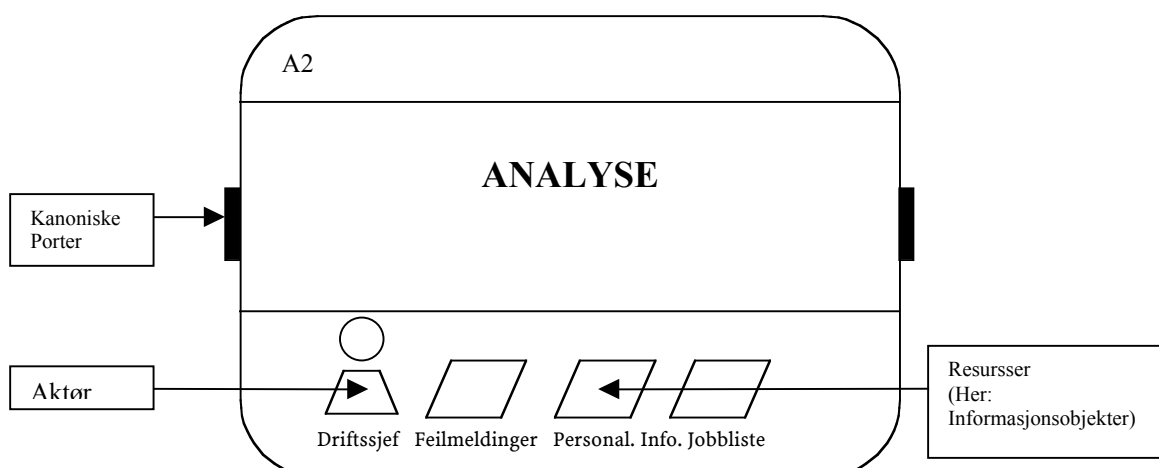 A2
ANALYSE
Kanoniske
Porter
Aktør
Resursser
(Her:
Informasjonsobjekter)
Driftssjef Feilmeldinger Personal. Info. Jobbliste